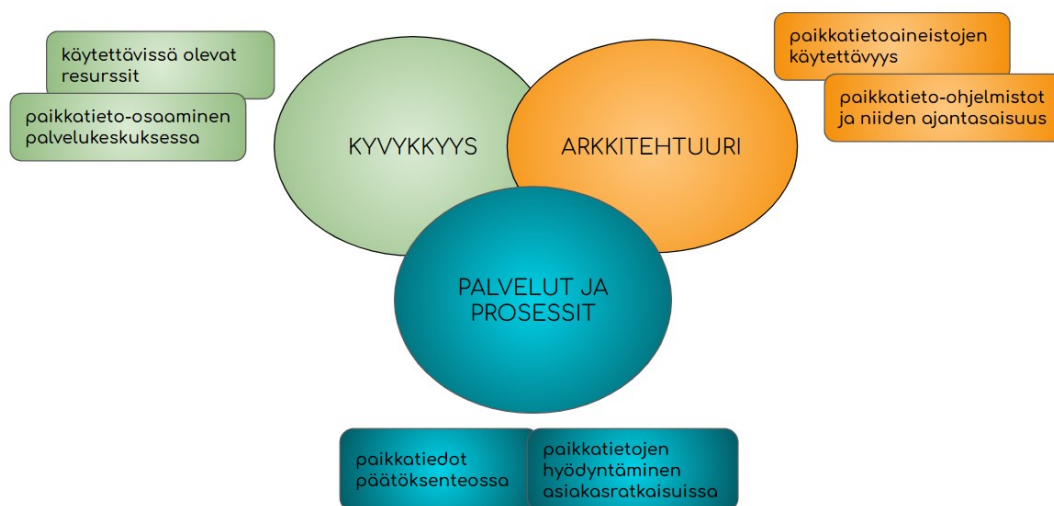 käytettävissä olevat
resurssit
paikkatieto-osaaminen
palvelukeskuksessa
KYVYKKYYS
ARKKITEHTUURI
paikkatietoaineistojen
käytettävyys
paikkatieto-ohjelmistot
ja niiden ajantasaisuus
PALVELUT JA
PROSESSIT
paikkatiedot
päätöksenteossa
paikkatietojen
hyödyntäminen
asiakasratkaisuissa